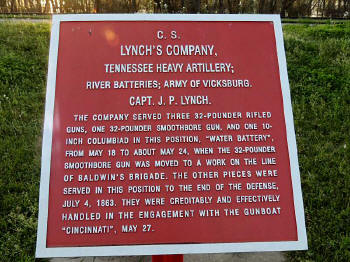 C. S.
LYNCH'S COMPANY,
TENNESSEE HEAVY ARTILLERY;
RIVER BATTERIES; ARMY OF VICKSBURG.
CAPT. J. P. LYNCH.
THE COMPANY SERVED THREE 32-POUNDER RIFLED
GUNS, ONE 32-POUNDER SMOOTHBORE GUN, AND ONE 10-
INCH COLUMBIAD IN THIS POSITION, "WATER BATTERY",
FROM MAY 18 TO ABOUT MAY 24, WHEN THE 32-POUNDER
SMOOTHBORE GUN WAS MOVED TO A WORK ON THE LINE
OF BALDWIN'S BRIGADE. THE OTHER PIECES WERE
SERVED IN THIS POSITION TO THE END OF THE DEFENSE,
JULY 4, 1863. THEY WERE CREDITABLY AND EFFECTIVELY
HANDLED IN THE ENGAGEMENT WITH THE GUNBOAT
"CINCINNATI", MAY 27.